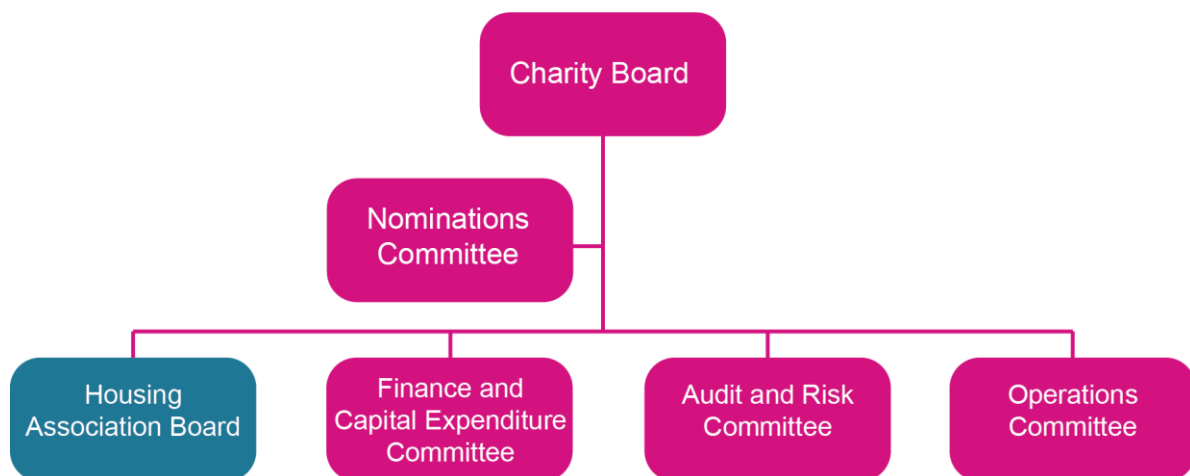 Charity Board
Nominations
Committee
Housing
Association Board
Finance and
Capital Expenditure
Committee
Audit and Risk
Committee
Operations
Committee